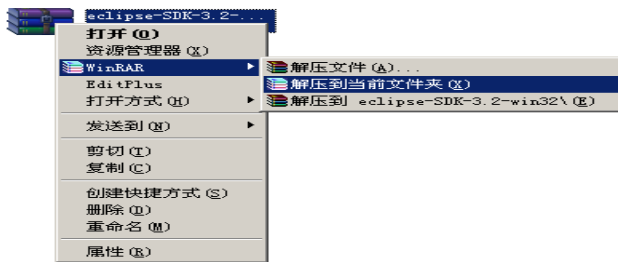 eclipse-SDK-3.2-...
打开(O)
资源管理器(X)
WinRAR
EditPlus
打开方式(H)
发送到(N)
剪切(T)
复制(C)
创建快捷方式(S)
删除(D)
重命名(M)
属性(R)
解压文件(A)...
解压到当前文件夹(X)
解压到 eclipse-SDK-3.2-win32\(E)